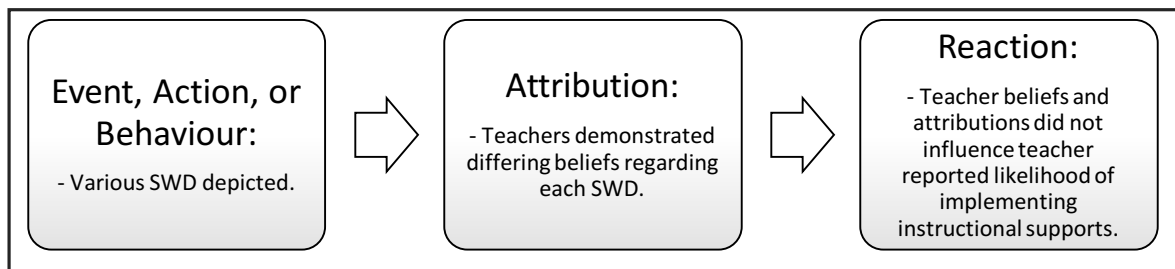 Event, Action, or
Behaviour:
- Various SWD depicted.
Attribution:
- Teachers demonstrated
differing beliefs regarding
each SWD.
Reaction:
- Teacher beliefs and
attributions did not
influence teacher
reported likelihood of
implementing
instructional supports.